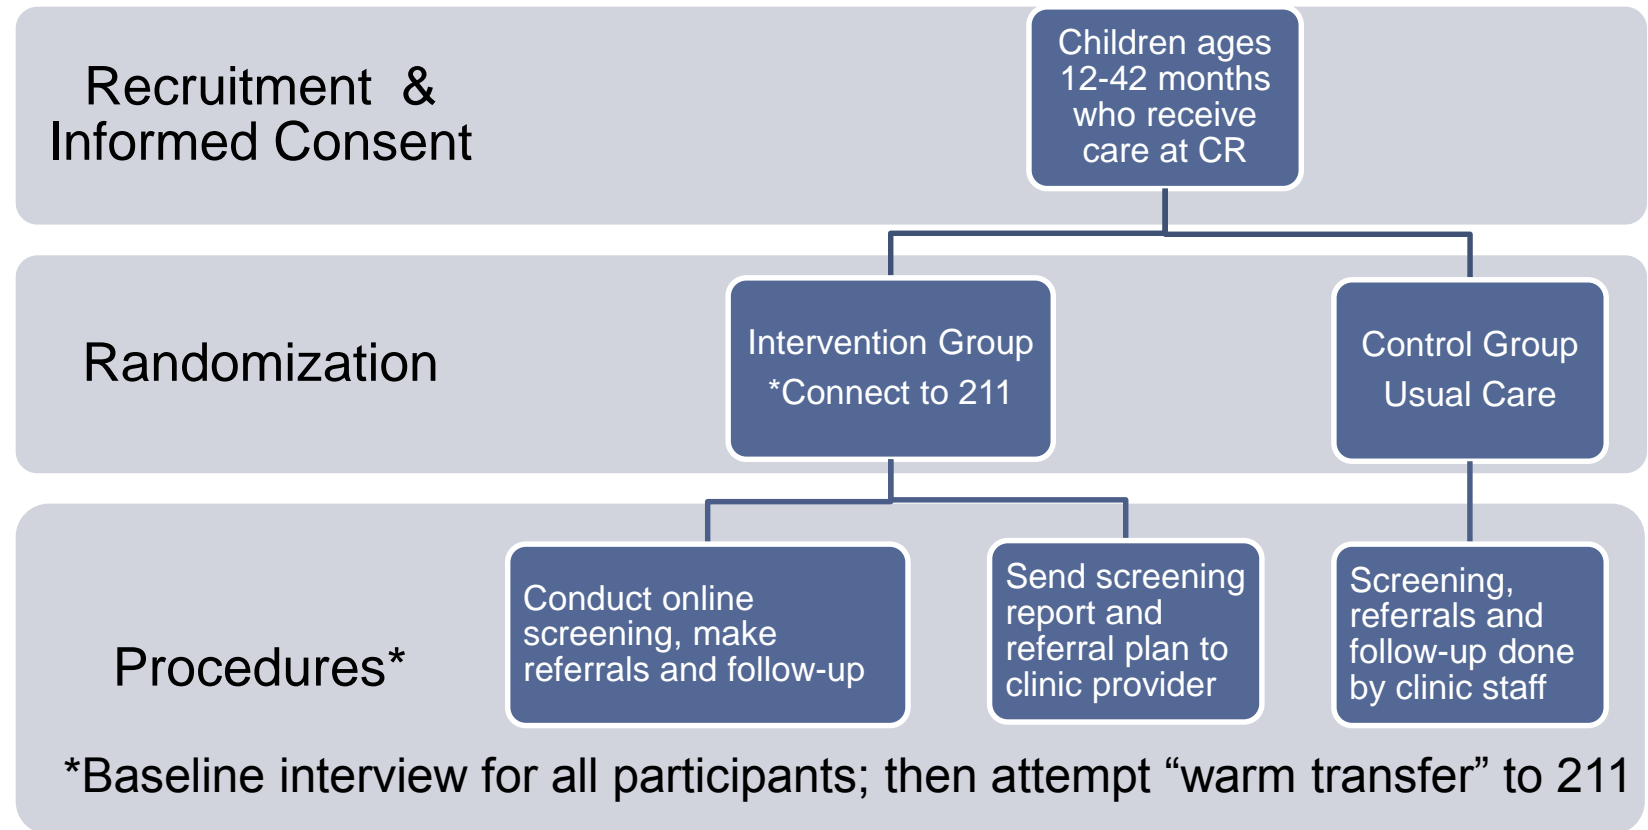 Recruitment &
Informed Consent
Children ages
12-42 months
who receive
care at CR
Randomization
Intervention Group
*Connect to 211
Control Group
Usual Care
Procedures*
Conduct online
screening, make
referrals and follow-up
Send screening
report and
referral plan to
clinic provider
Screening,
referrals and
follow-up done
by clinic staff
*Baseline interview for all participants; then attempt “warm transfer” to 211